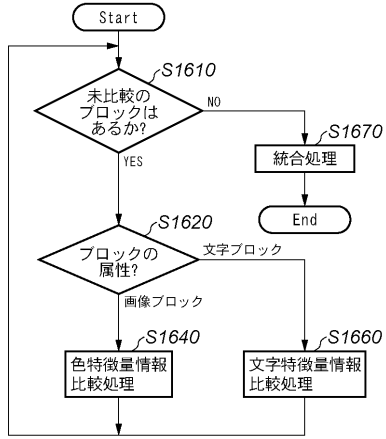 Start
S1610
未比較の
ブロックは
あるか?
NO
YES
S1670
統合処理
End
S1620
ブロックの
属性?
文字ブロック
画像ブロック
S1640
色特徴量情報
比較処理
S1660
文字特徴量情報
比較処理